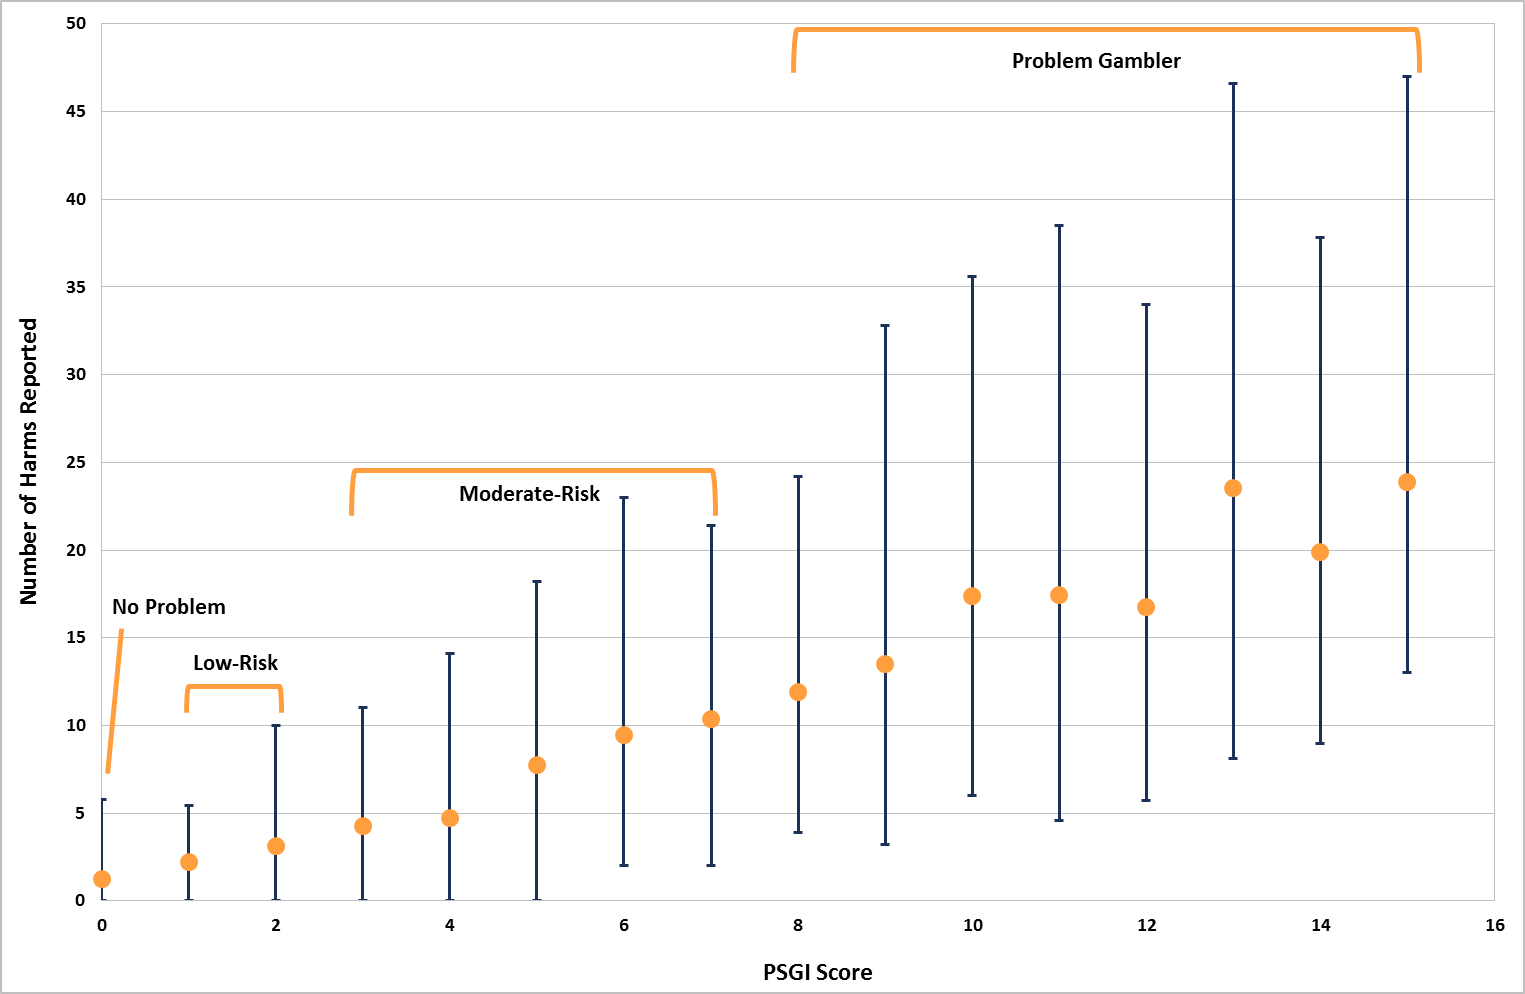 50
Problem Gambler
45
40
35
30
25
Moderate-Risk
20
No Problem
15
Low-Risk
10
5
0
0 2 4 6 8 10 12 14 16
Number of Harms Reported
PSGI Score